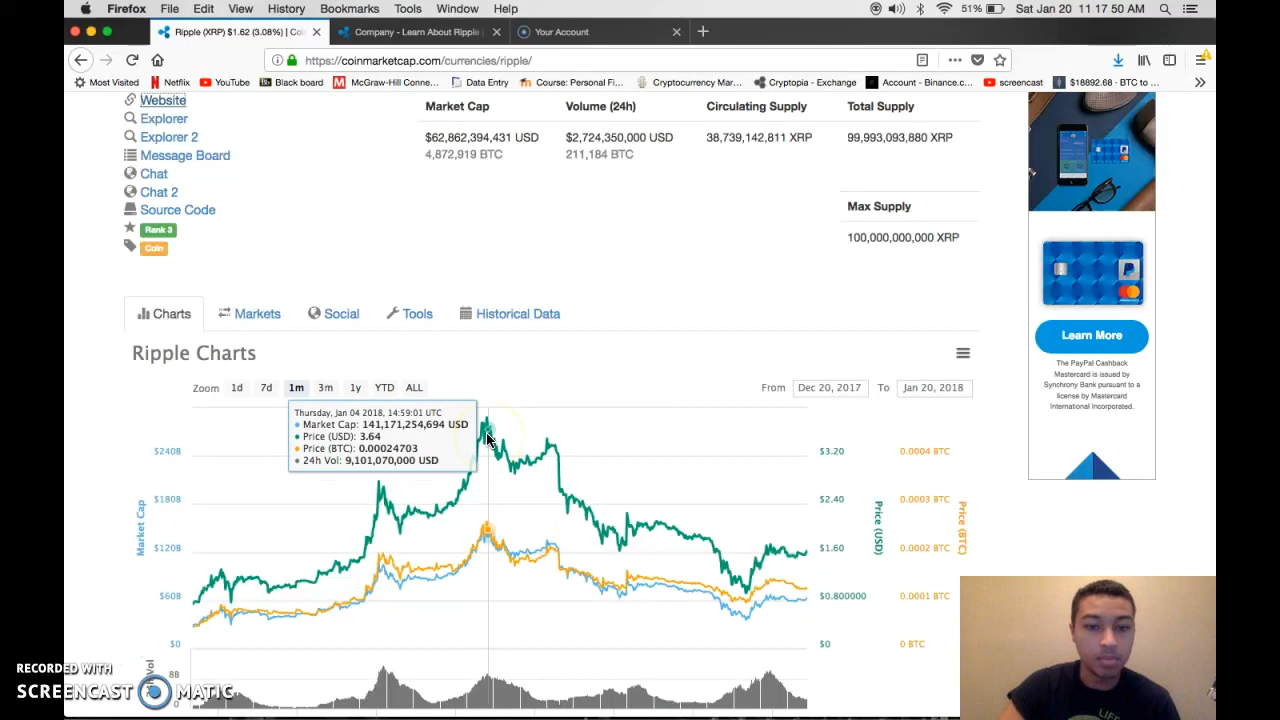 Firefox File Edit View History Bookmarks Tools Window Help 51% Sat Jan 20 11:17:50 AM
Ripple (XRP) $1.62 (3.08%) | Co Company - Learn About Ripple Your Account
https://coinmarketcap.com/currencies/ripple/
Most Visited Netflix YouTube Bb Black board McGraw-Hill Conne... Data Entry Course: Personal Fi... Cryptocurrency Mar... Cryptopia - Exchange Account - Binance.c... screencast $18892.68 - BTC to ...
Website
Explorer
Explorer 2
Message Board
Chat
Chat 2
Source Code
Rank 3
Coin
Market Cap Volume (24h) Circulating Supply Total Supply
$62,862,394,431 USD $2,724,350,000 USD 38,739,142,811 XRP 99,993,093,880 XRP
4,872,919 BTC 211,184 BTC
Max Supply
100,000,000,000 XRP
Charts Markets Social Tools Historical Data
Ripple Charts
Zoom 1d 7d 1m 3m 1y YTD ALL From Dec 20, 2017 To Jan 20, 2018
Thursday, Jan 04 2018, 14:59:01 UTC
Market Cap: 141,171,254,694 USD
Price (USD): 3.64
Price (BTC): 0.00024703
24h Vol: 9,101,070,000 USD
$240B $3.20 0.0004 BTC
$180B $2.40 0.0003 BTC
$120B $1.60 0.0002 BTC
$60B $0.800000 0.0001 BTC
$0 $0 0 BTC
Market Cap
Price (USD)
Price (BTC)
8B
0
Vol
Learn More
The PayPal Cashback
Mastercard is issued by
Synchrony Bank pursuant to a
license by Mastercard
International Incorporated.
RECORDED WITH
SCREENCAST MATIC
LIFE